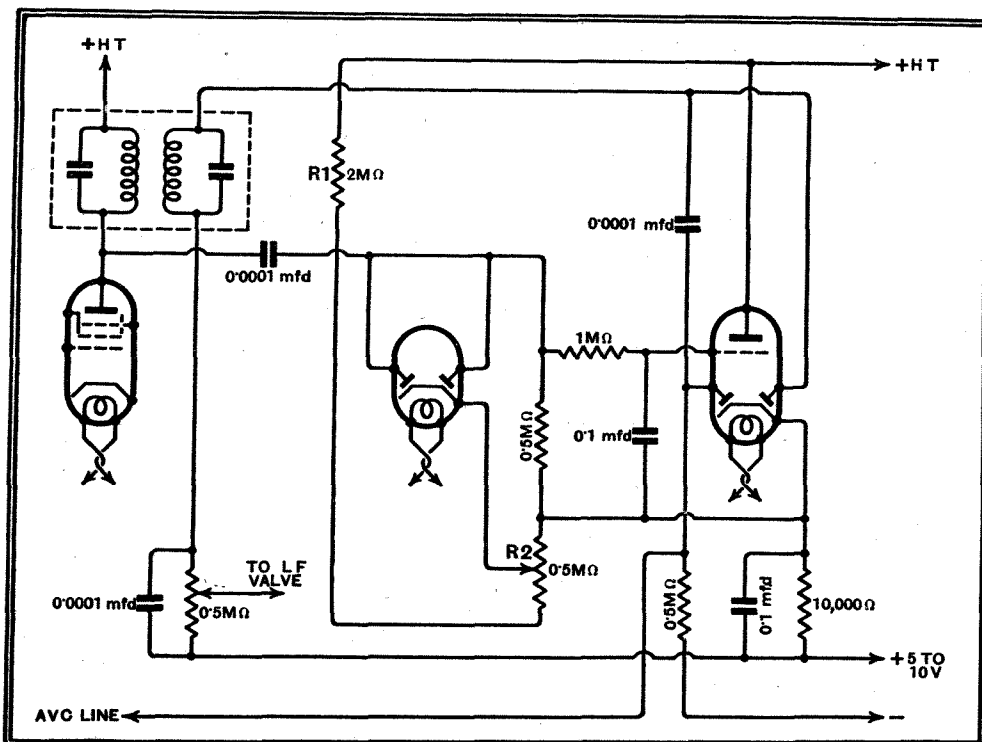 +HT
+HT
R1
2MΩ
0·0001 mfd
0·0001 mfd
1MΩ
0·5MΩ
0·1 mfd
R2
0·5MΩ
TO LF
VALVE
0·0001 mfd
0·5MΩ
0·5MΩ
0·1 mfd
10,000Ω
+5 TO
10V
AVC LINE
–